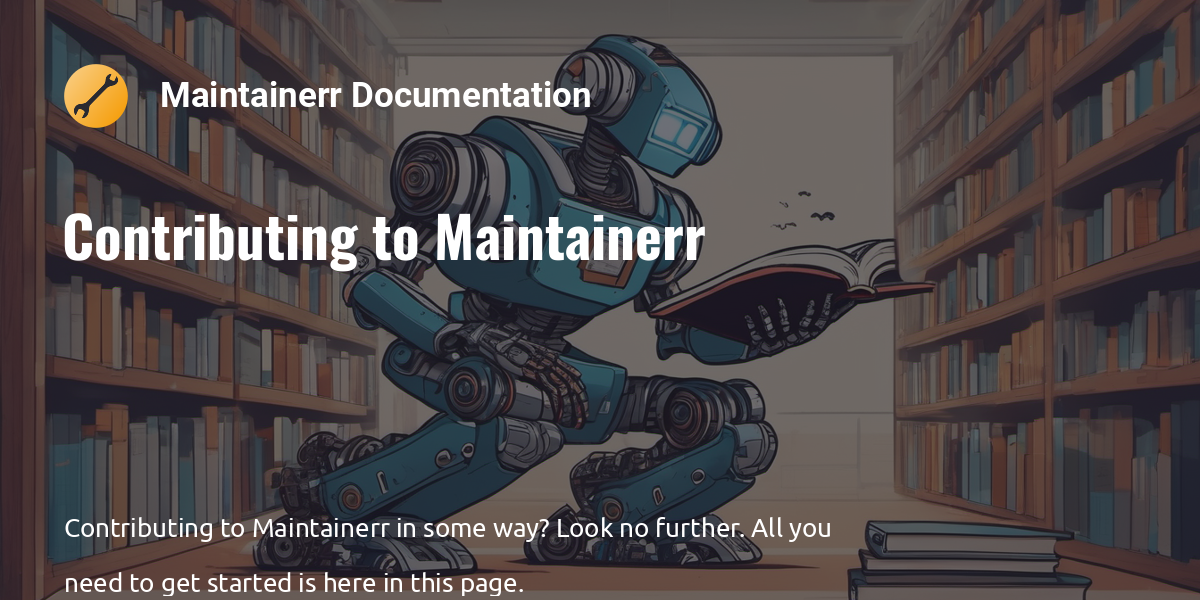 Maintainerr Documentation
Contributing to Maintainerr
Contributing to Maintainerr in some way? Look no further. All you
need to get started is here in this page.